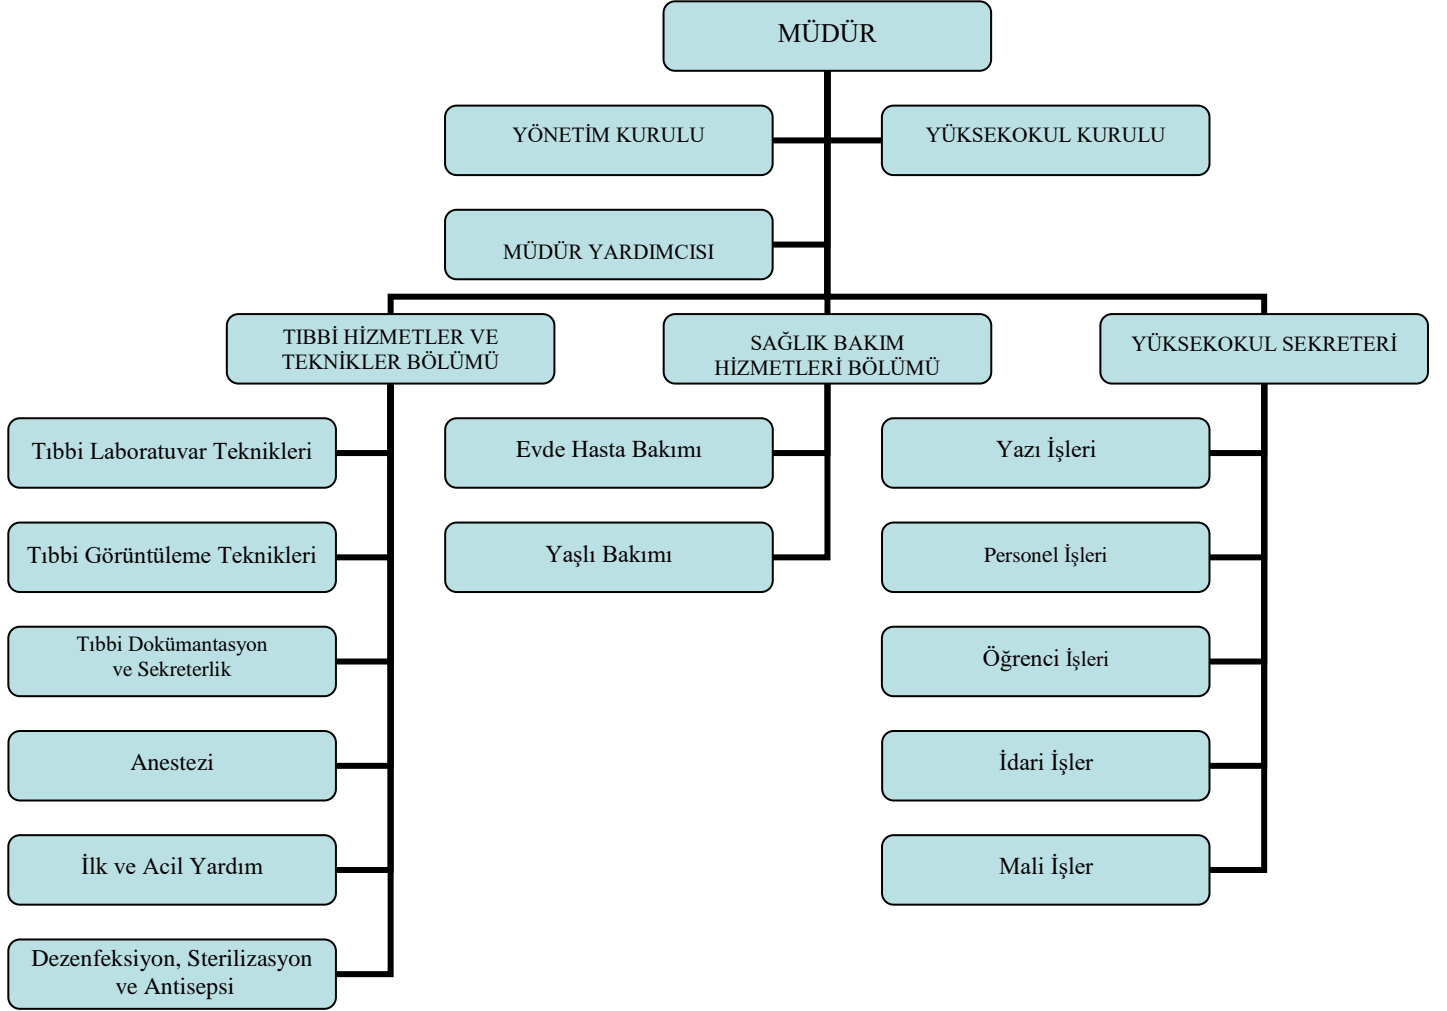 MÜDÜR
YÖNETİM KURULU
YÜKSEKOKUL KURULU
MÜDÜR YARDIMCISI
TIBBİ HİZMETLER VE
TEKNİKLER BÖLÜMÜ
SAĞLIK BAKIM
HİZMETLERİ BÖLÜMÜ
YÜKSEKOKUL SEKRETERİ
Tıbbi Laboratuvar Teknikleri
Tıbbi Görüntüleme Teknikleri
Tıbbi Dokümantasyon
ve Sekreterlik
Anestezi
İlk ve Acil Yardım
Dezenfeksiyon, Sterilizasyon
ve Antisepsi
Evde Hasta Bakımı
Yaşlı Bakımı
Yazı İşleri
Personel İşleri
Öğrenci İşleri
İdari İşler
Mali İşler